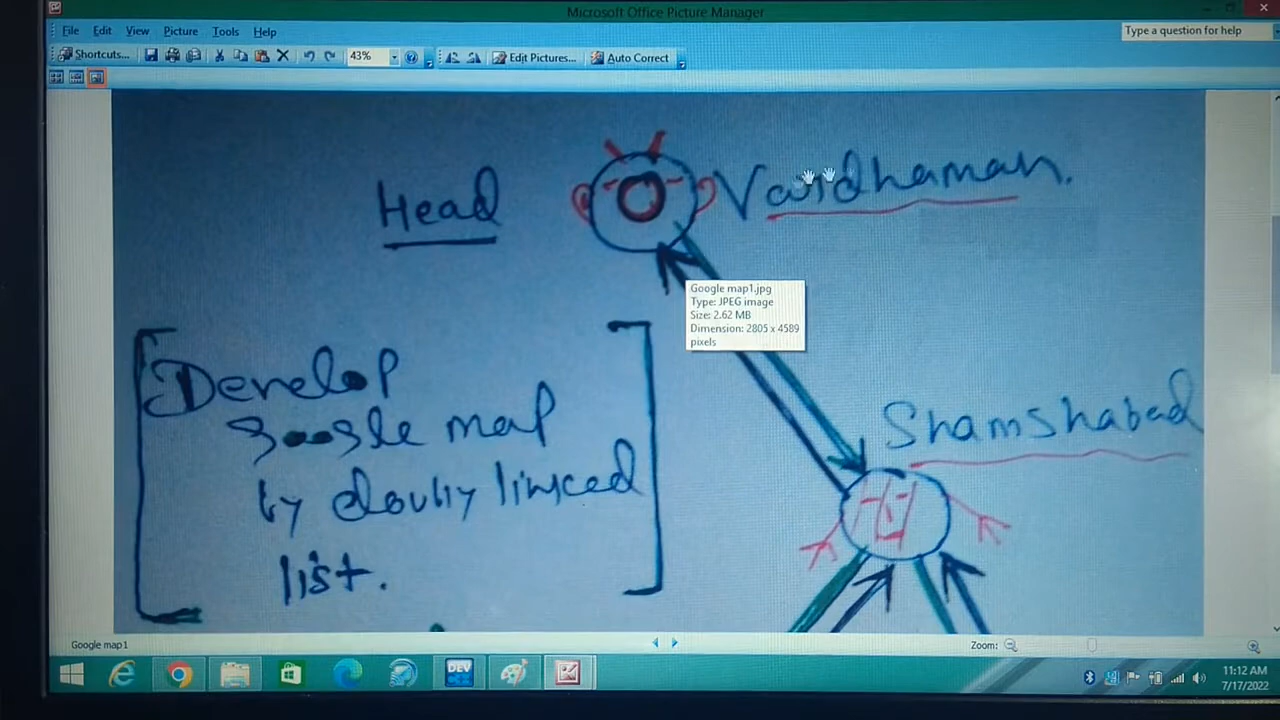 Microsoft Office Picture Manager
File Edit View Picture Tools Help
Type a question for help
Shortcuts... 43% Edit Pictures... Auto Correct
Head
Vardhaman.
Google map1.jpg
Type: JPEG image
Size: 2.62 MB
Dimension: 2805 x 4589
pixels
Develop
Google map
by doubly linked
list.
Shamshabad
Google map1
Zoom:
DEV
11:12 AM
7/17/2022